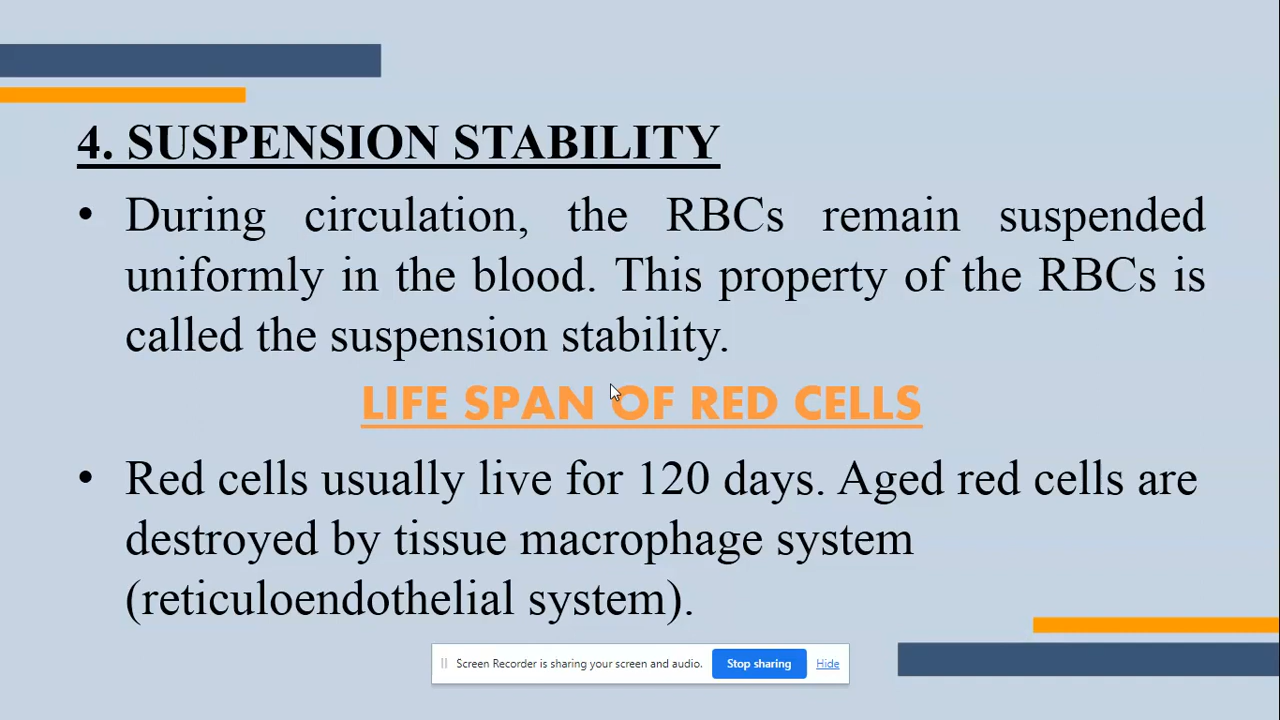 4. SUSPENSION STABILITY
• During circulation, the RBCs remain suspended
uniformly in the blood. This property of the RBCs is
called the suspension stability.
LIFE SPAN OF RED CELLS
• Red cells usually live for 120 days. Aged red cells are
destroyed by tissue macrophage system
(reticuloendothelial system).
Screen Recorder is sharing your screen and audio. Stop sharing Hide